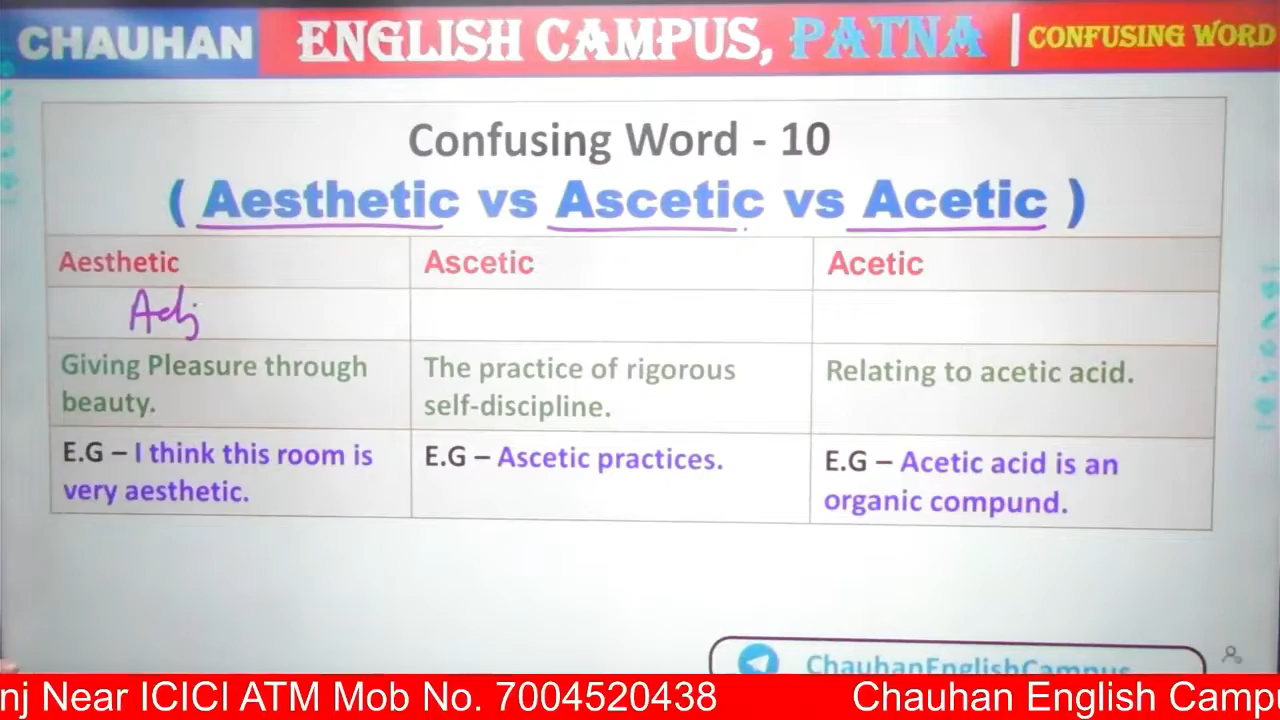 CHAUHAN ENGLISH CAMPUS, PATNA | CONFUSING WORD
Confusing Word - 10
( Aesthetic vs Ascetic vs Acetic )
Aesthetic Ascetic Acetic
Adj
Giving Pleasure through
beauty.
The practice of rigorous
self-discipline.
Relating to acetic acid.
E.G – I think this room is
very aesthetic.
E.G – Ascetic practices.
E.G – Acetic acid is an
organic compund.
ChauhanEnglishCampus
nj Near ICICI ATM Mob No. 7004520438 Chauhan English Camp